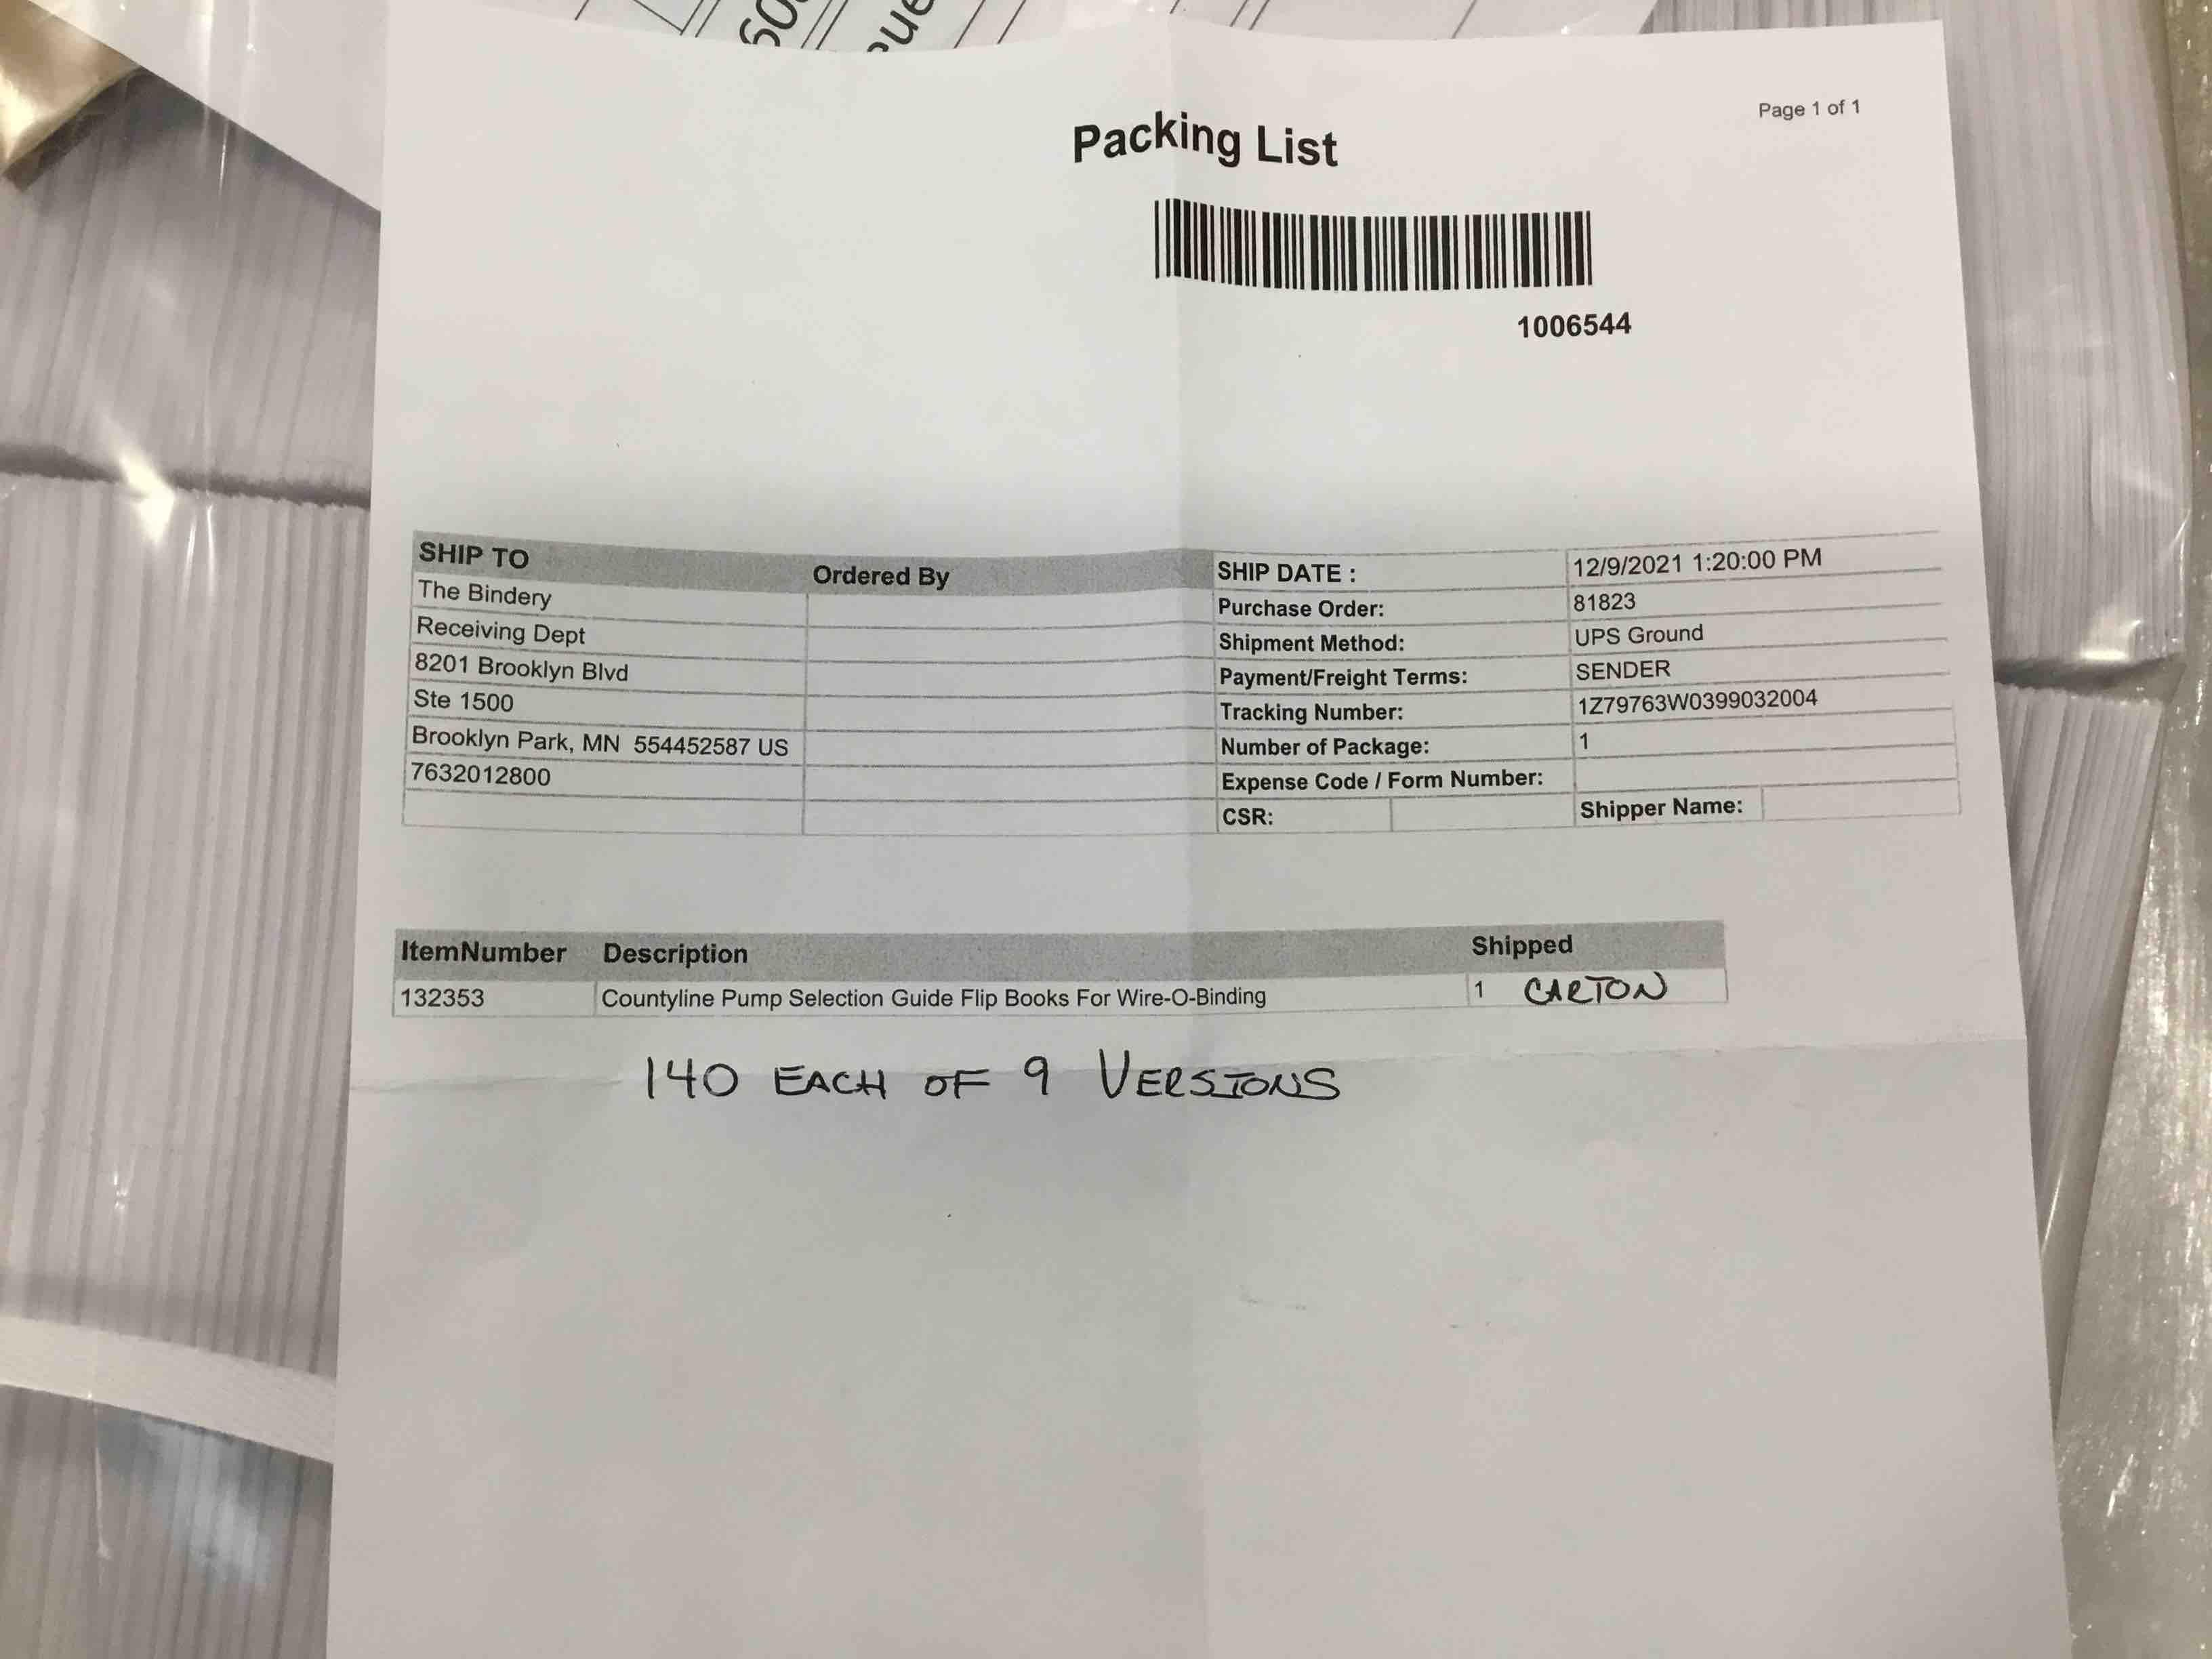 Page 1 of 1
Packing List
1006544
SHIP TO
Ordered By
The Bindery
Receiving Dept
8201 Brooklyn Blvd
Ste 1500
Brooklyn Park, MN 554452587 US
7632012800
SHIP DATE : 12/9/2021 1:20:00 PM
Purchase Order: 81823
Shipment Method: UPS Ground
Payment/Freight Terms: SENDER
Tracking Number: 1Z79763W0399032004
Number of Package: 1
Expense Code / Form Number:
CSR: Shipper Name:
ItemNumber Description Shipped
132353 Countyline Pump Selection Guide Flip Books For Wire-O-Binding 1 CARTON
140 EACH OF 9 VERSIONS